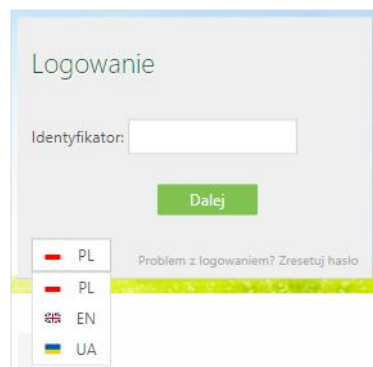 Logowanie
Identyfikator:
Dalej
PL
Problem z logowaniem? Zresetuj hasło
PL
EN
UA